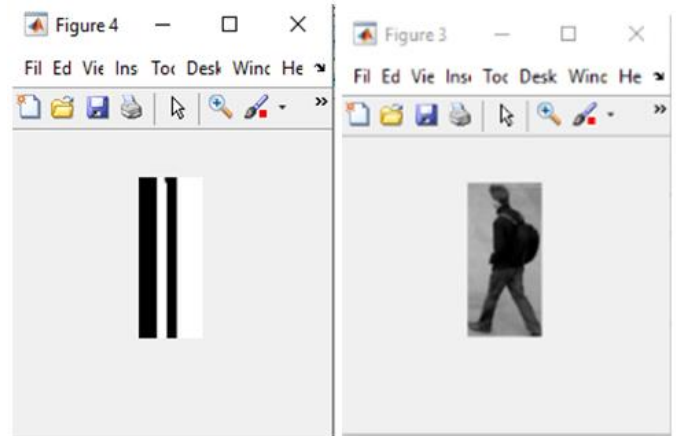 Figure 4
Fil Ed Vie Ins Toc Desk Winc He
Figure 3
Fil Ed Vie Inse Toc Desk Winc He